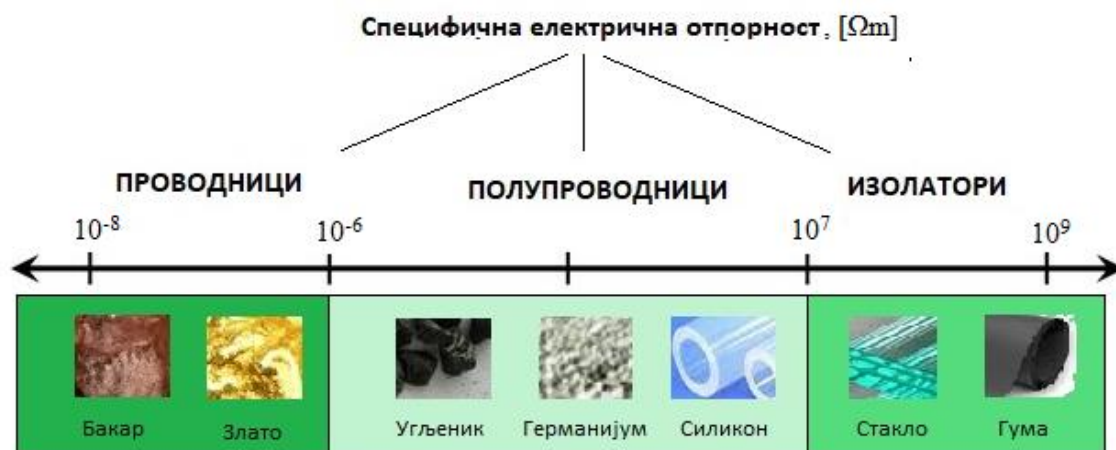 Специфична електрична отпорност, [Ωm]
ПРОВОДНИЦИ ПОЛУПРОВОДНИЦИ ИЗОЛАТОРИ
10⁻⁸ 10⁻⁶ 10⁷ 10⁹
Бакар Злато Угљеник Германијум Силикон Стакло Гума